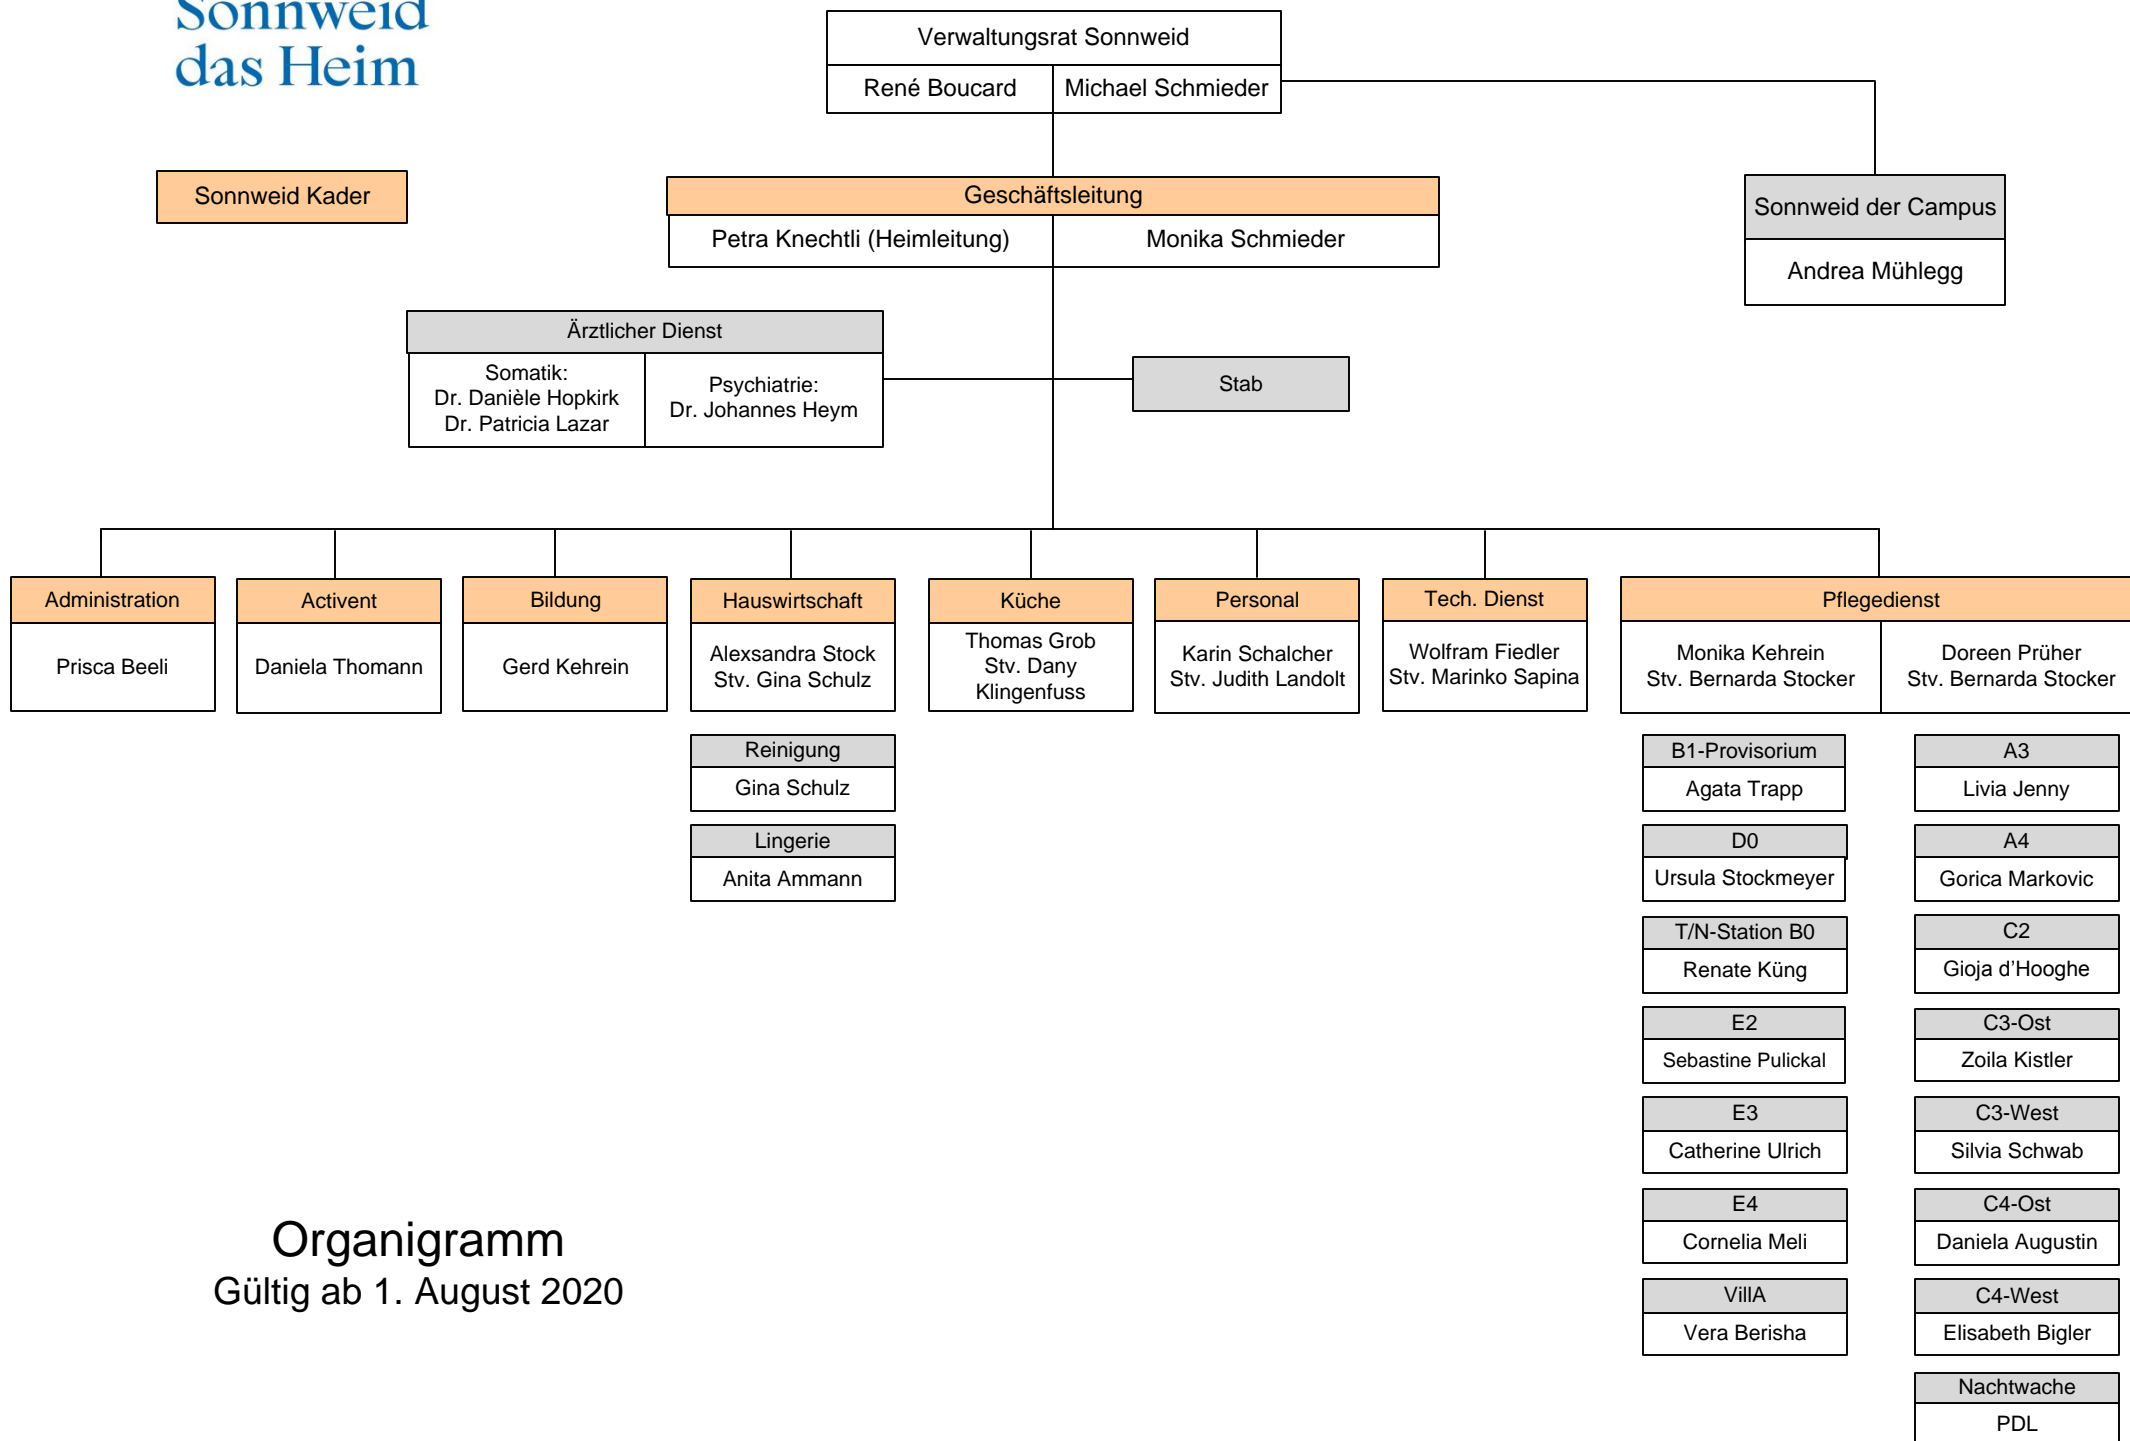 Sonnweid
das Heim
Verwaltungsrat Sonnweid
René Boucard
Michael Schmieder
Sonnweid Kader
Geschäftsleitung
Petra Knechtli (Heimleitung)
Monika Schmieder
Sonnweid der Campus
Andrea Mühlegg
Ärztlicher Dienst
Somatik:
Dr. Danièle Hopkirk
Dr. Patricia Lazar
Psychiatrie:
Dr. Johannes Heym
Stab
Administration
Prisca Beeli
Activent
Daniela Thomann
Bildung
Gerd Kehrein
Hauswirtschaft
Alexsandra Stock
Stv. Gina Schulz
Reinigung
Gina Schulz
Lingerie
Anita Ammann
Küche
Thomas Grob
Stv. Dany
Klingenfuss
Personal
Karin Schalcher
Stv. Judith Landolt
Tech. Dienst
Wolfram Fiedler
Stv. Marinko Sapina
Pflegedienst
Monika Kehrein
Stv. Bernarda Stocker
Doreen Prüher
Stv. Bernarda Stocker
B1-Provisorium
Agata Trapp
D0
Ursula Stockmeyer
T/N-Station B0
Renate Küng
E2
Sebastine Pulickal
E3
Catherine Ulrich
E4
Cornelia Meli
VillA
Vera Berisha
A3
Livia Jenny
A4
Gorica Markovic
C2
Gioja d’Hooghe
C3-Ost
Zoila Kistler
C3-West
Silvia Schwab
C4-Ost
Daniela Augustin
C4-West
Elisabeth Bigler
Nachtwache
PDL
Organigramm
Gültig ab 1. August 2020